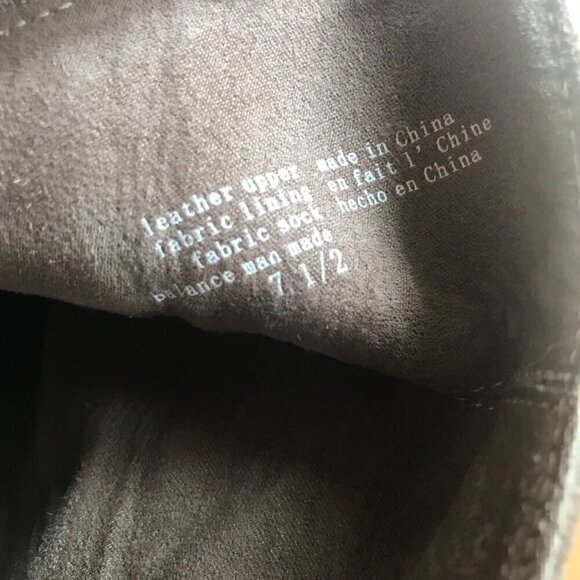 leather upper made in China
fabric lining en fait l' Chine
fabric sock hecho en China
balance man made
7 1/2